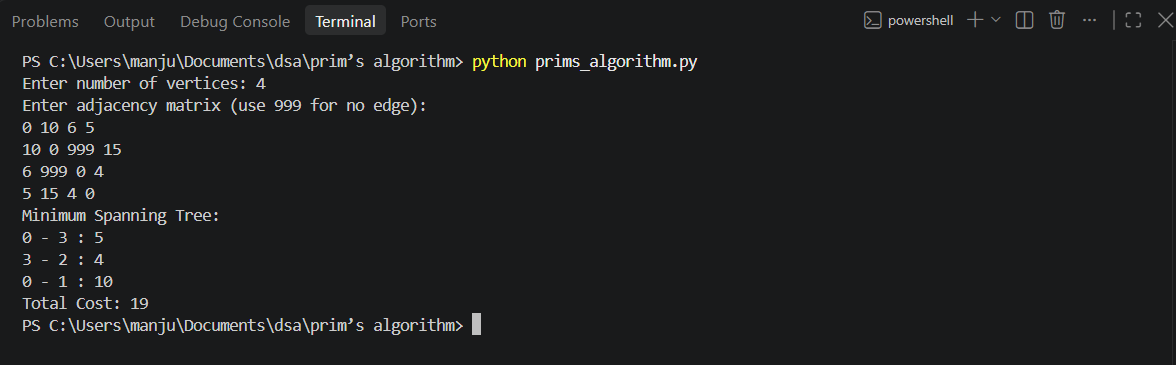 Problems Output Debug Console Terminal Ports powershell
PS C:\Users\manju\Documents\dsa\prim’s algorithm> python prims_algorithm.py
Enter number of vertices: 4
Enter adjacency matrix (use 999 for no edge):
0 10 6 5
10 0 999 15
6 999 0 4
5 15 4 0
Minimum Spanning Tree:
0 - 3 : 5
3 - 2 : 4
0 - 1 : 10
Total Cost: 19
PS C:\Users\manju\Documents\dsa\prim’s algorithm>